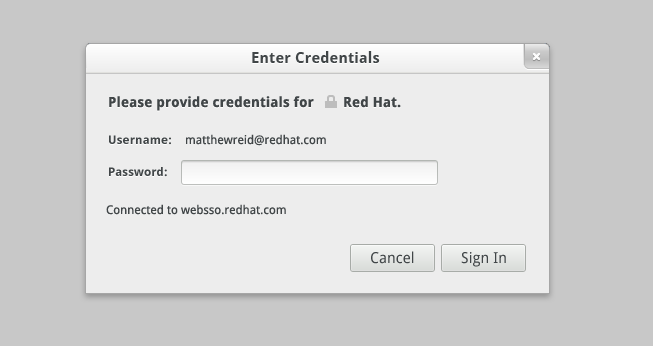 Enter Credentials
Please provide credentials for Red Hat.
Username: matthewreid@redhat.com
Password:
Connected to websso.redhat.com
Cancel Sign In